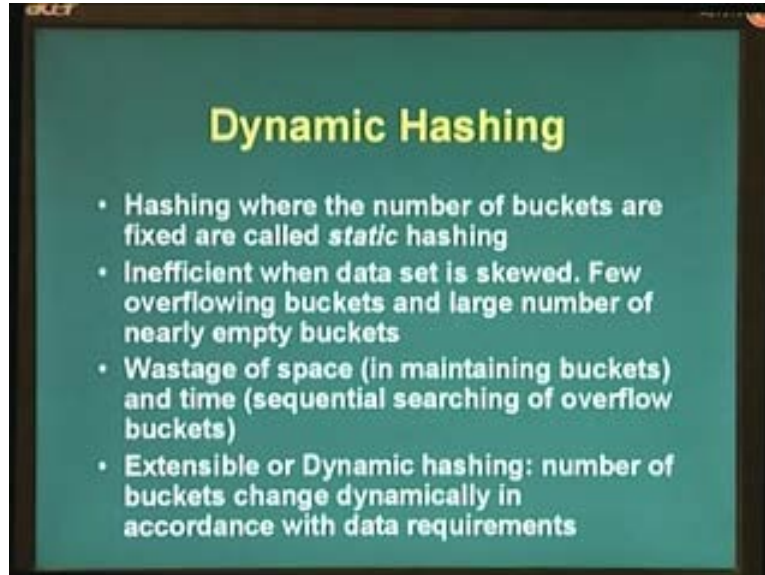 acer
Dynamic Hashing
• Hashing where the number of buckets are
fixed are called static hashing
• Inefficient when data set is skewed. Few
overflowing buckets and large number of
nearly empty buckets
• Wastage of space (in maintaining buckets)
and time (sequential searching of overflow
buckets)
• Extensible or Dynamic hashing: number of
buckets change dynamically in
accordance with data requirements